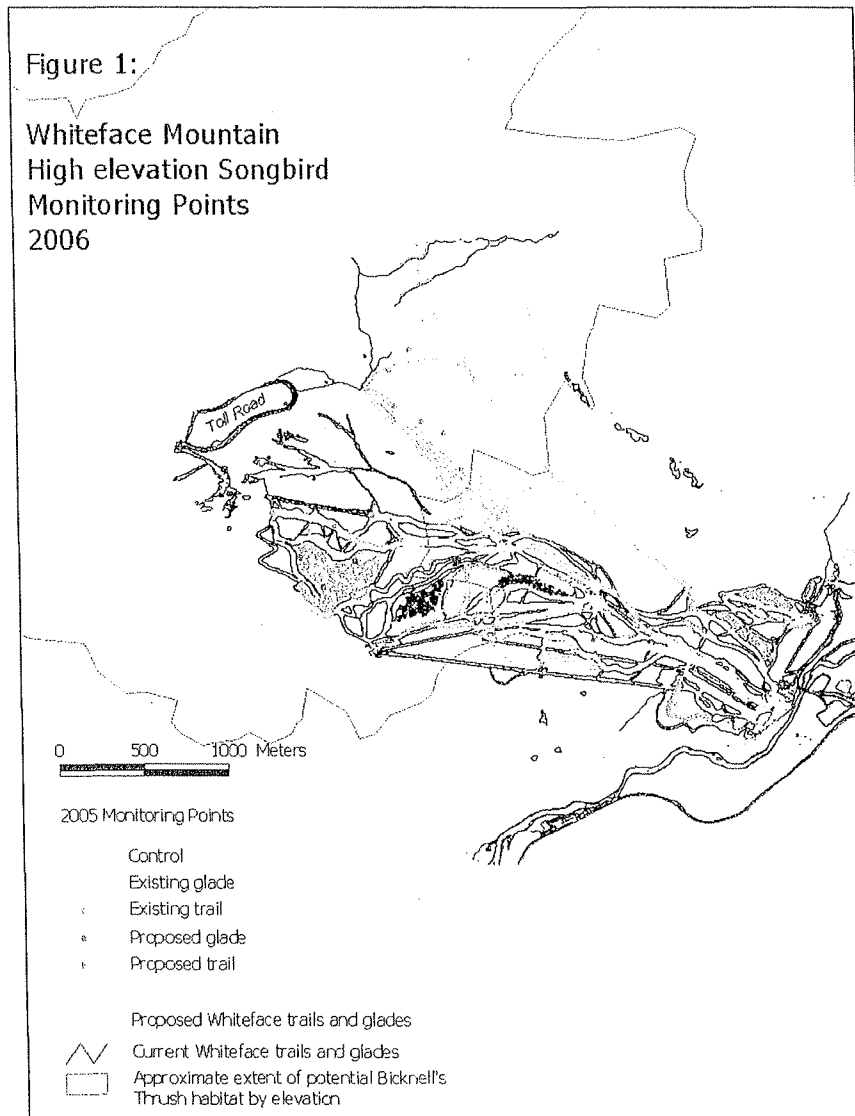 Figure 1:
Whiteface Mountain
High elevation Songbird
Monitoring Points
2006
Toll Road
0 500 1000 Meters
2005 Monitoring Points
Control
Existing glade
Existing trail
Proposed glade
Proposed trail
Proposed Whiteface trails and glades
Current Whiteface trails and glades
Approximate extent of potential Bicknell's
Thrush habitat by elevation